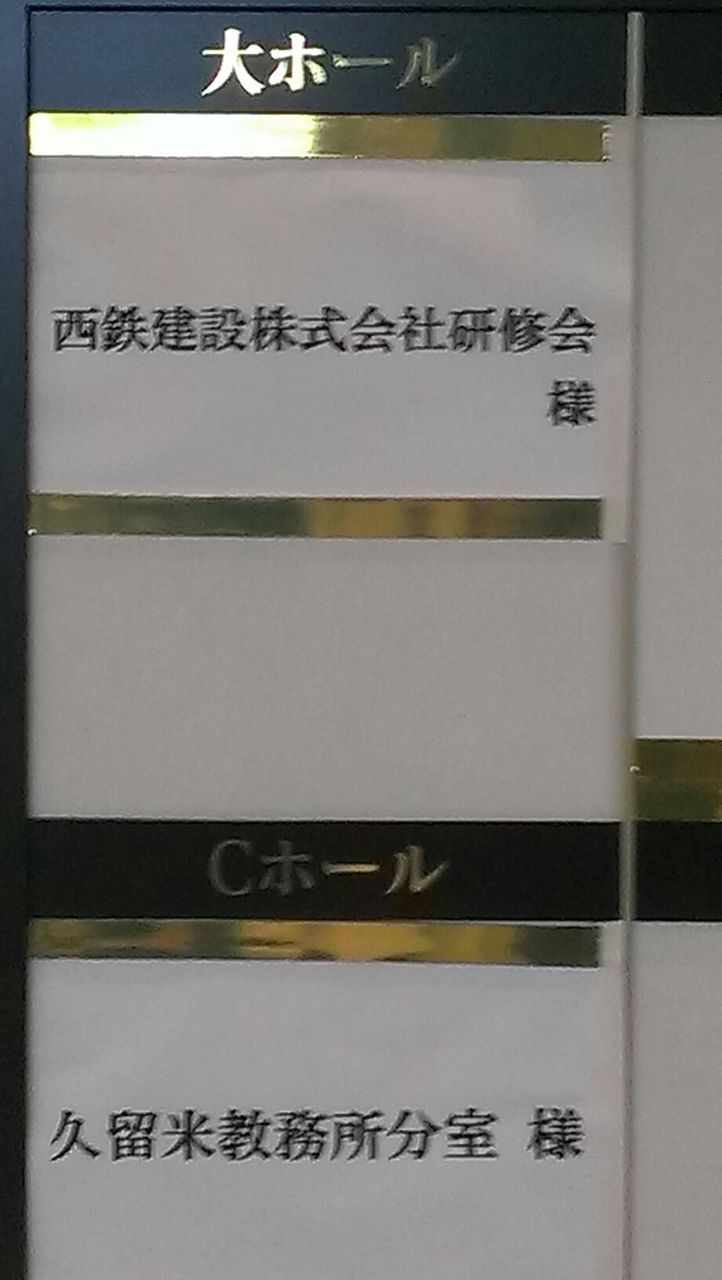 大ホール
西鉄建設株式会社研修会
様
Cホール
久留米教務所分室 様